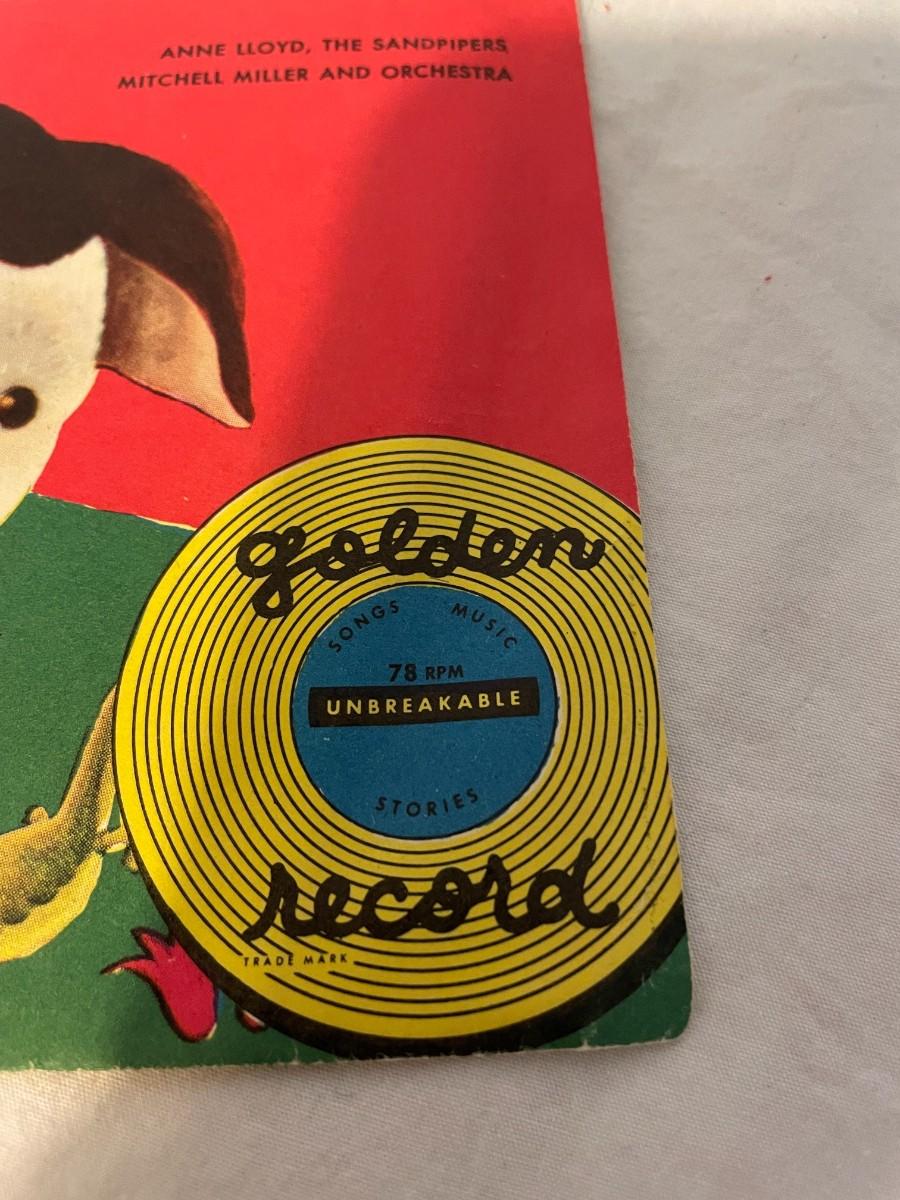 ANNE LLOYD, THE SANDPIPERS
MITCHELL MILLER AND ORCHESTRA
golden
SONGS MUSIC
78 RPM
UNBREAKABLE
STORIES
record
TRADE MARK